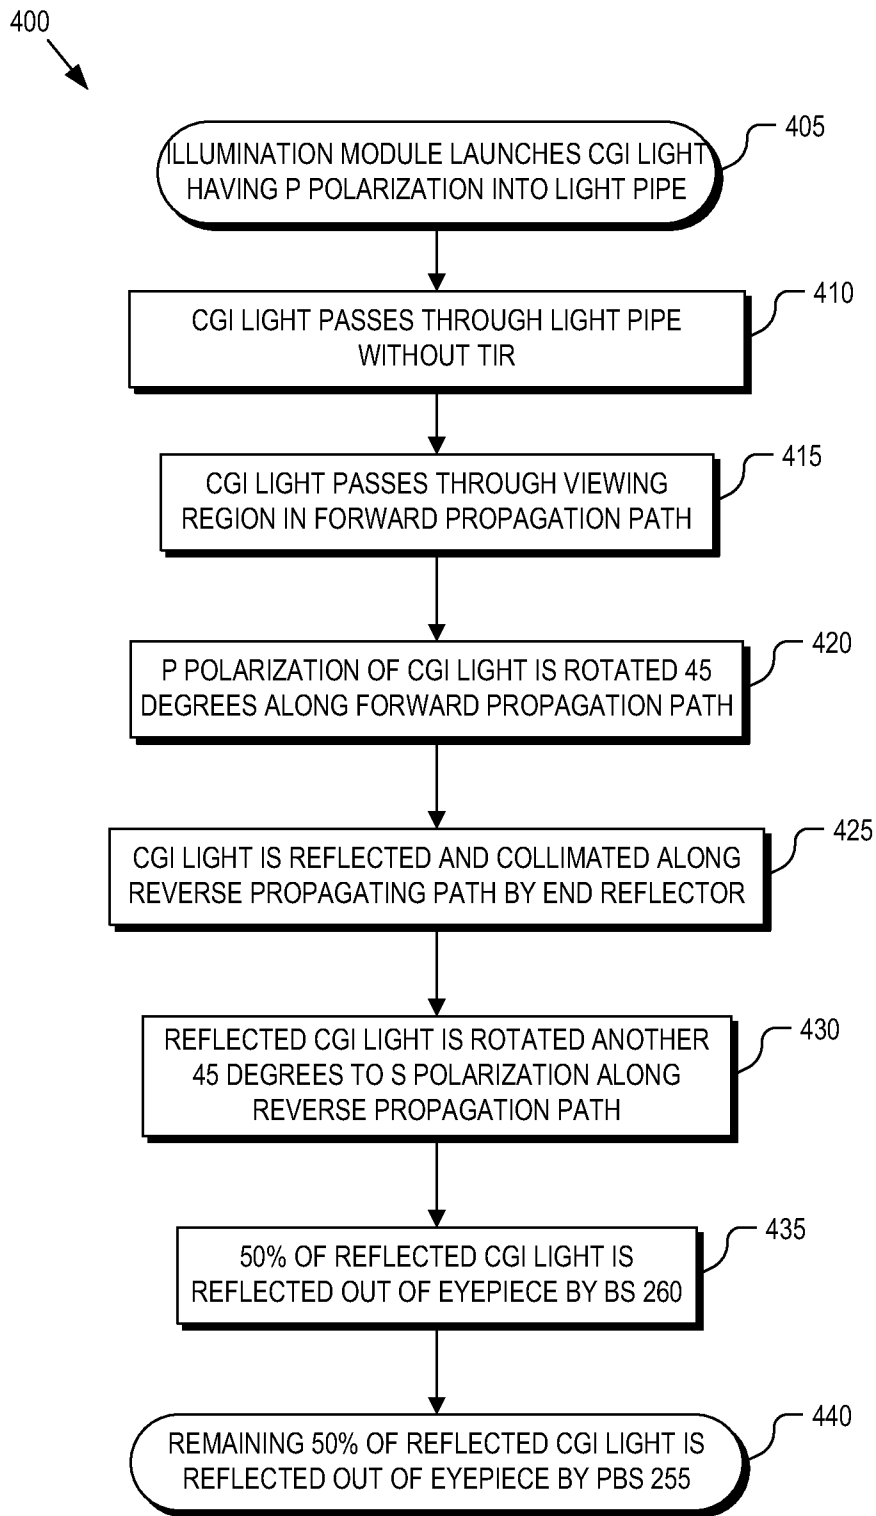 400
405
ILLUMINATION MODULE LAUNCHES CGI LIGHT
HAVING P POLARIZATION INTO LIGHT PIPE
410
CGI LIGHT PASSES THROUGH LIGHT PIPE
WITHOUT TIR
415
CGI LIGHT PASSES THROUGH VIEWING
REGION IN FORWARD PROPAGATION PATH
420
P POLARIZATION OF CGI LIGHT IS ROTATED 45
DEGREES ALONG FORWARD PROPAGATION PATH
425
CGI LIGHT IS REFLECTED AND COLLIMATED ALONG
REVERSE PROPAGATING PATH BY END REFLECTOR
430
REFLECTED CGI LIGHT IS ROTATED ANOTHER
45 DEGREES TO S POLARIZATION ALONG
REVERSE PROPAGATION PATH
435
50% OF REFLECTED CGI LIGHT IS
REFLECTED OUT OF EYEPIECE BY BS 260
440
REMAINING 50% OF REFLECTED CGI LIGHT IS
REFLECTED OUT OF EYEPIECE BY PBS 255